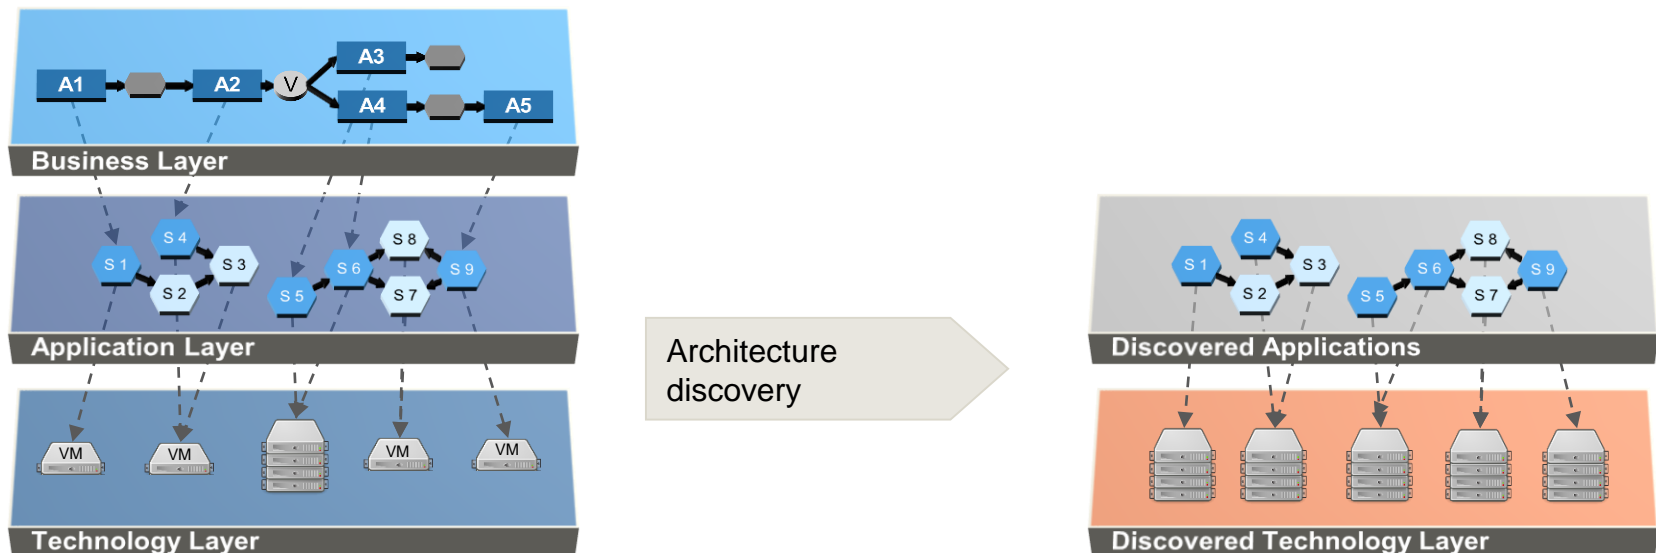 A3
A1
A2
V
A4
A5
Business Layer
S 4
S 8
S 1
S 3
S 6
S 9
S 2
S 5
S 7
Application Layer
VM
VM
VM
VM
Technology Layer
Architecture
discovery
S 4
S 8
S 1
S 3
S 6
S 9
S 2
S 5
S 7
Discovered Applications
Discovered Technology Layer